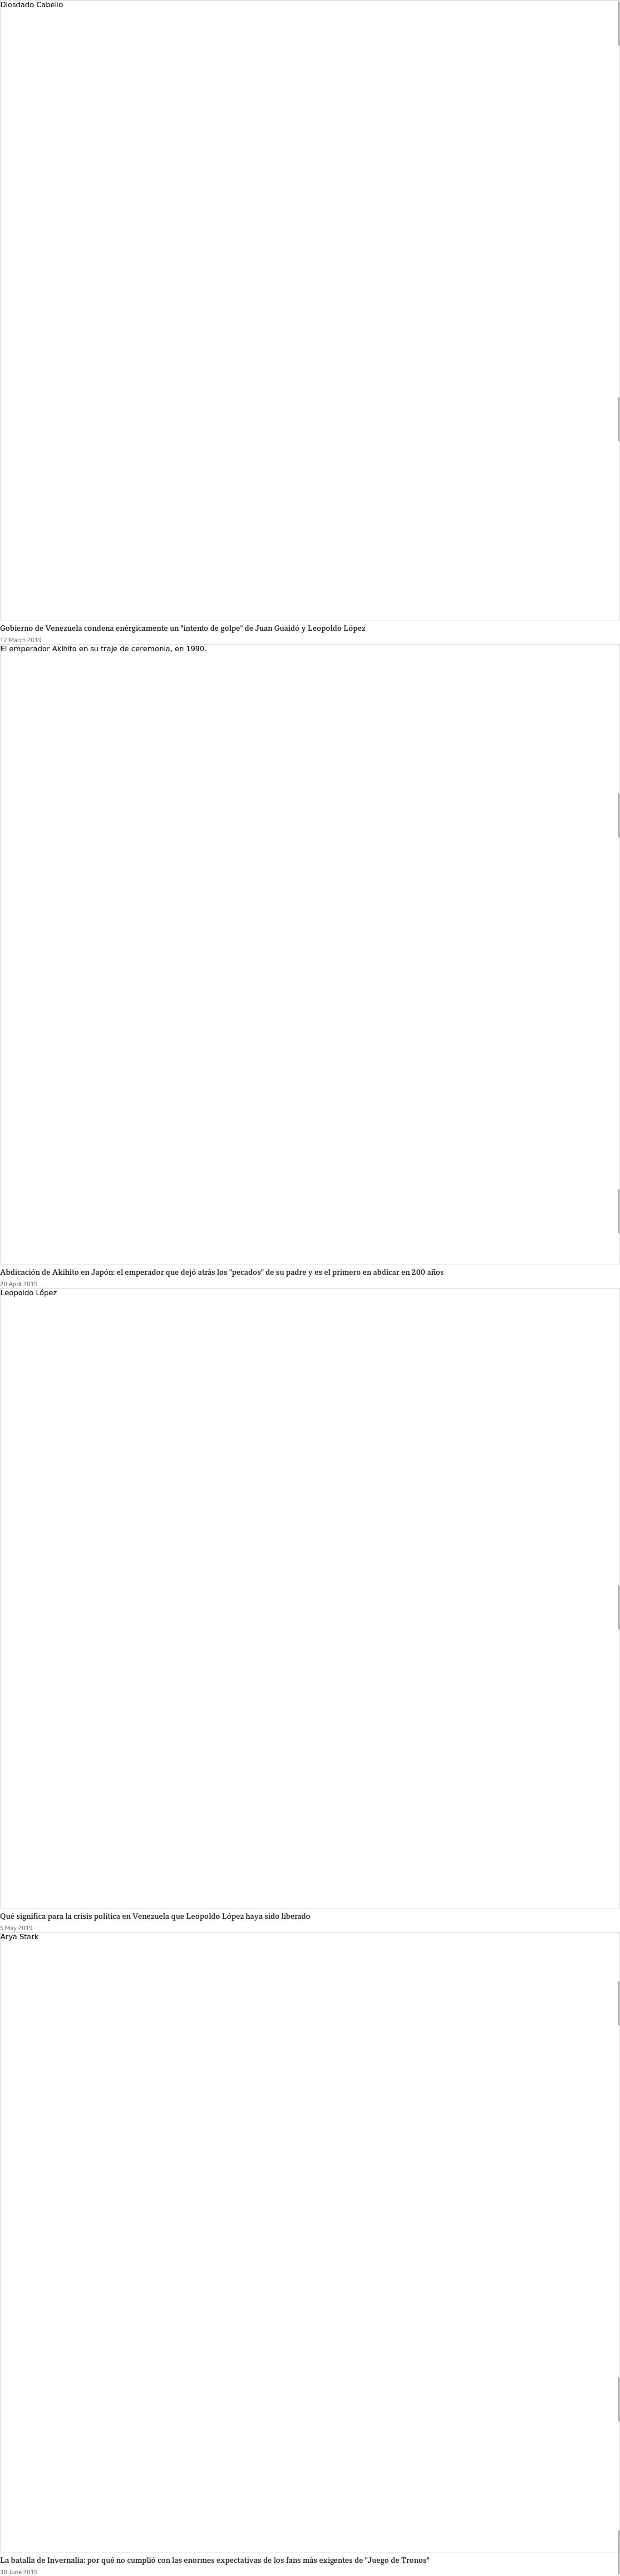 Diosdado Cabello
Gobierno de Venezuela condena enérgicamente un "intento de golpe" de Juan Guaidó y Leopoldo López
12 March 2019
El emperador Akihito en su traje de ceremonia, en 1990.
Abdicación de Akihito en Japón: el emperador que dejó atrás los "pecados" de su padre y es el primero en abdicar en 200 años
20 April 2019
Leopoldo López
Qué significa para la crisis política en Venezuela que Leopoldo López haya sido liberado
5 May 2019
Arya Stark
La batalla de Invernalia: por qué no cumplió con las enormes expectativas de los fans más exigentes de "Juego de Tronos"
30 June 2019